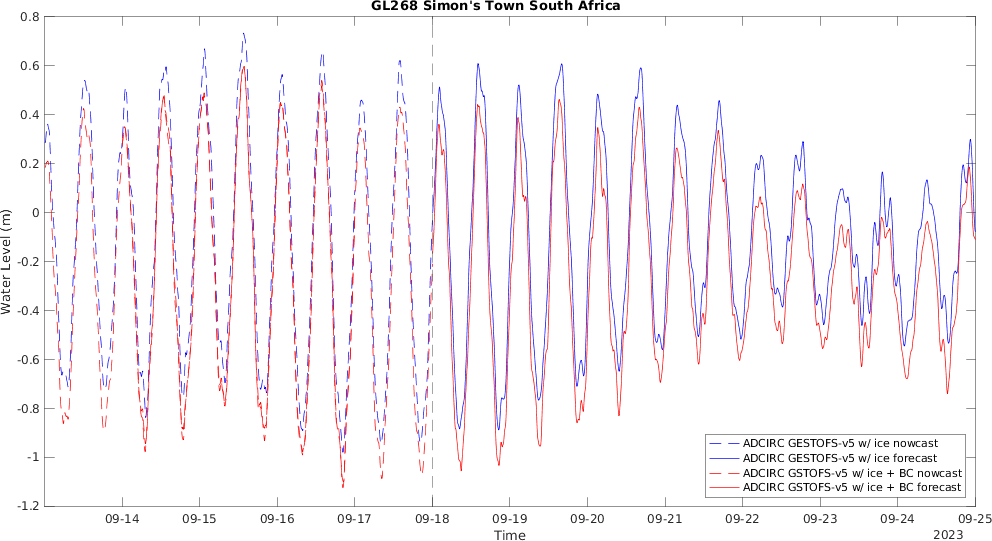 GL268 Simon's Town South Africa
0.8
0.6
0.4
0.2
0
-0.2
-0.4
-0.6
-0.8
-1
-1.2
Water Level (m)
ADCIRC GESTOFS-v5 w/ ice nowcast
ADCIRC GESTOFS-v5 w/ ice forecast
ADCIRC GSTOFS-v5 w/ ice + BC nowcast
ADCIRC GSTOFS-v5 w/ ice + BC forecast
09-14 09-15 09-16 09-17 09-18 09-19 09-20 09-21 09-22 09-23 09-24 09-25
Time
2023